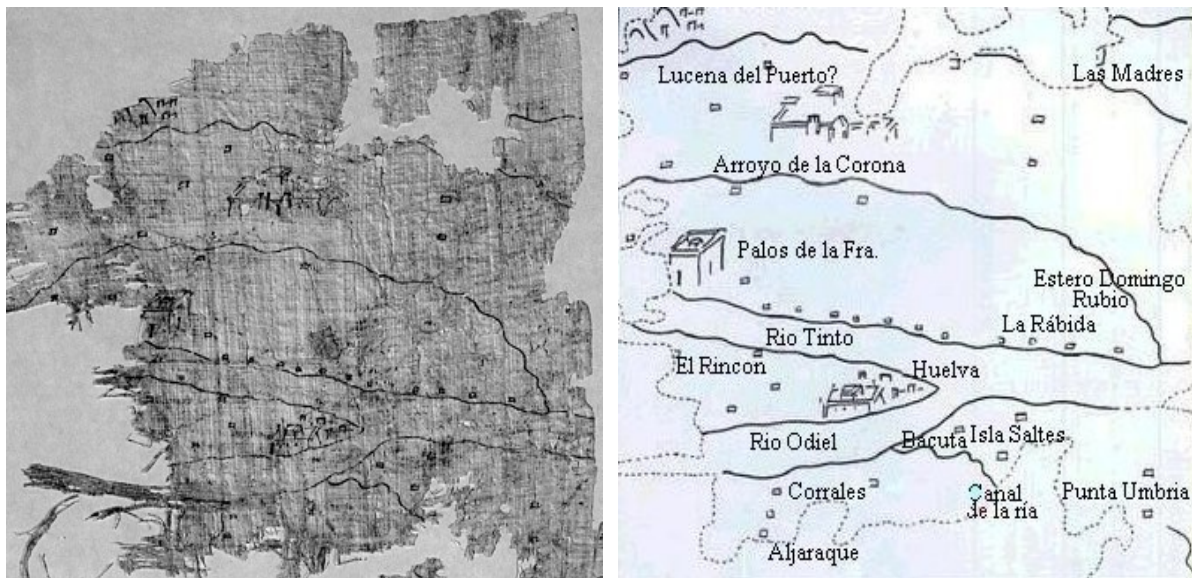 Lucena del Puerto?
Las Madres
Arroyo de la Corona
Palos de la Fra.
Estero Domingo
Rubio
Rio Tinto
La Rábida
El Rincon
Huelva
Rio Odiel
Bacuta
Isla Saltes
Corrales
Canal
de la ría
Punta Umbria
Aljaraque